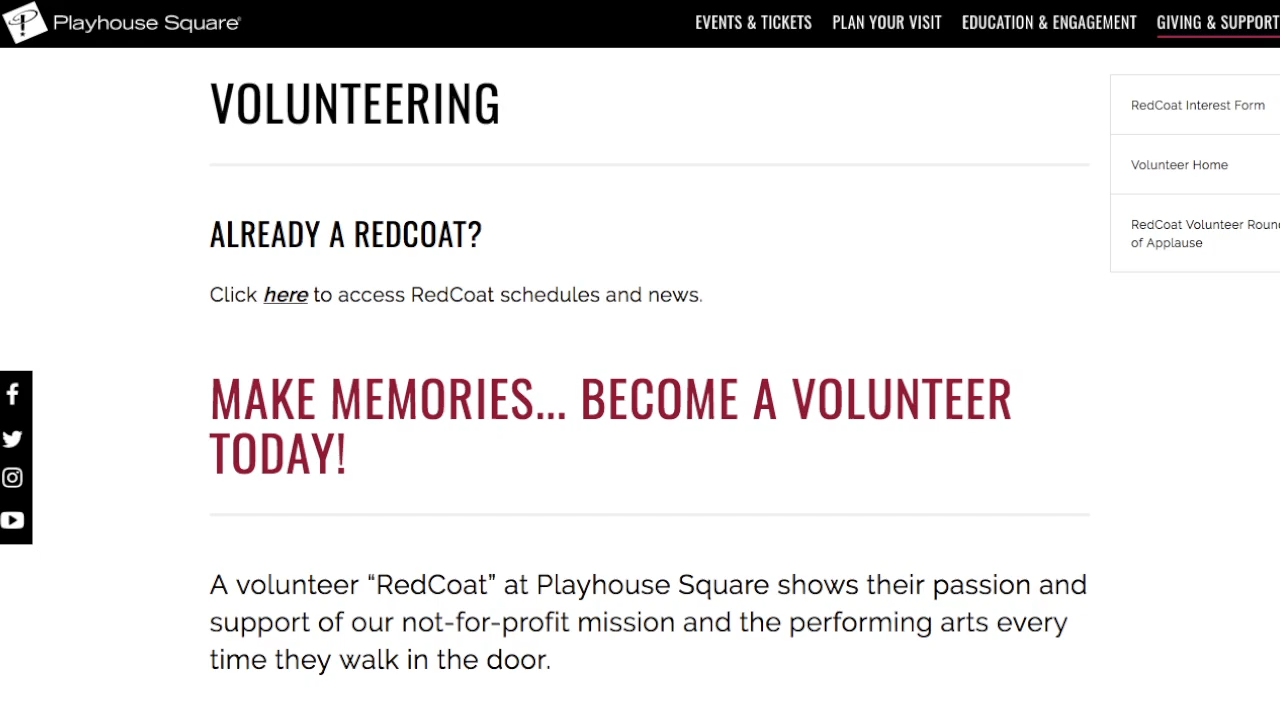 Playhouse Square
EVENTS & TICKETS PLAN YOUR VISIT EDUCATION & ENGAGEMENT GIVING & SUPPORT
VOLUNTEERING
RedCoat Interest Form
Volunteer Home
RedCoat Volunteer Roun
of Applause
ALREADY A REDCOAT?
Click here to access RedCoat schedules and news.
MAKE MEMORIES... BECOME A VOLUNTEER
TODAY!
A volunteer “RedCoat” at Playhouse Square shows their passion and
support of our not-for-profit mission and the performing arts every
time they walk in the door.